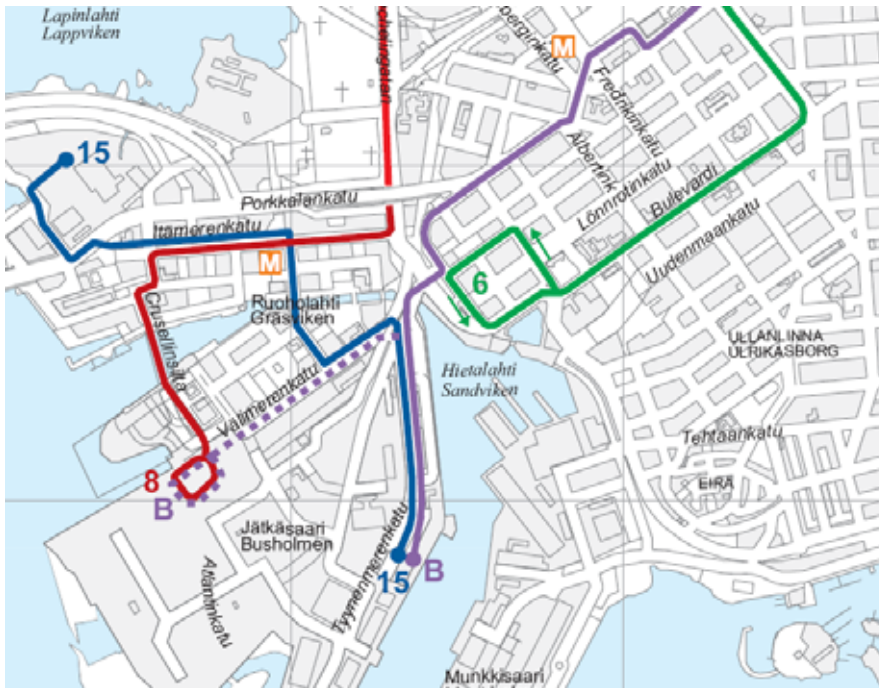 Lapinlahti
Lappviken
M
Fredrikinkatu
15
Albertink
Lönnrotinkatu
Porkkalankatu
Bulevardi
Itämerenkatu
Uudenmaankatu
M
6
Ruoholahti
Gräsviken
Crusellinsilta
ULLANLINNA
ULRIKASBORG
Hietalahti
Sandviken
Välimerenkatu
Tehtaankatu
8
EIRA
B
Jätkäsaari
Busholmen
Tyynenmerenkatu
Atlantinkatu
15
B
Munkkisaari